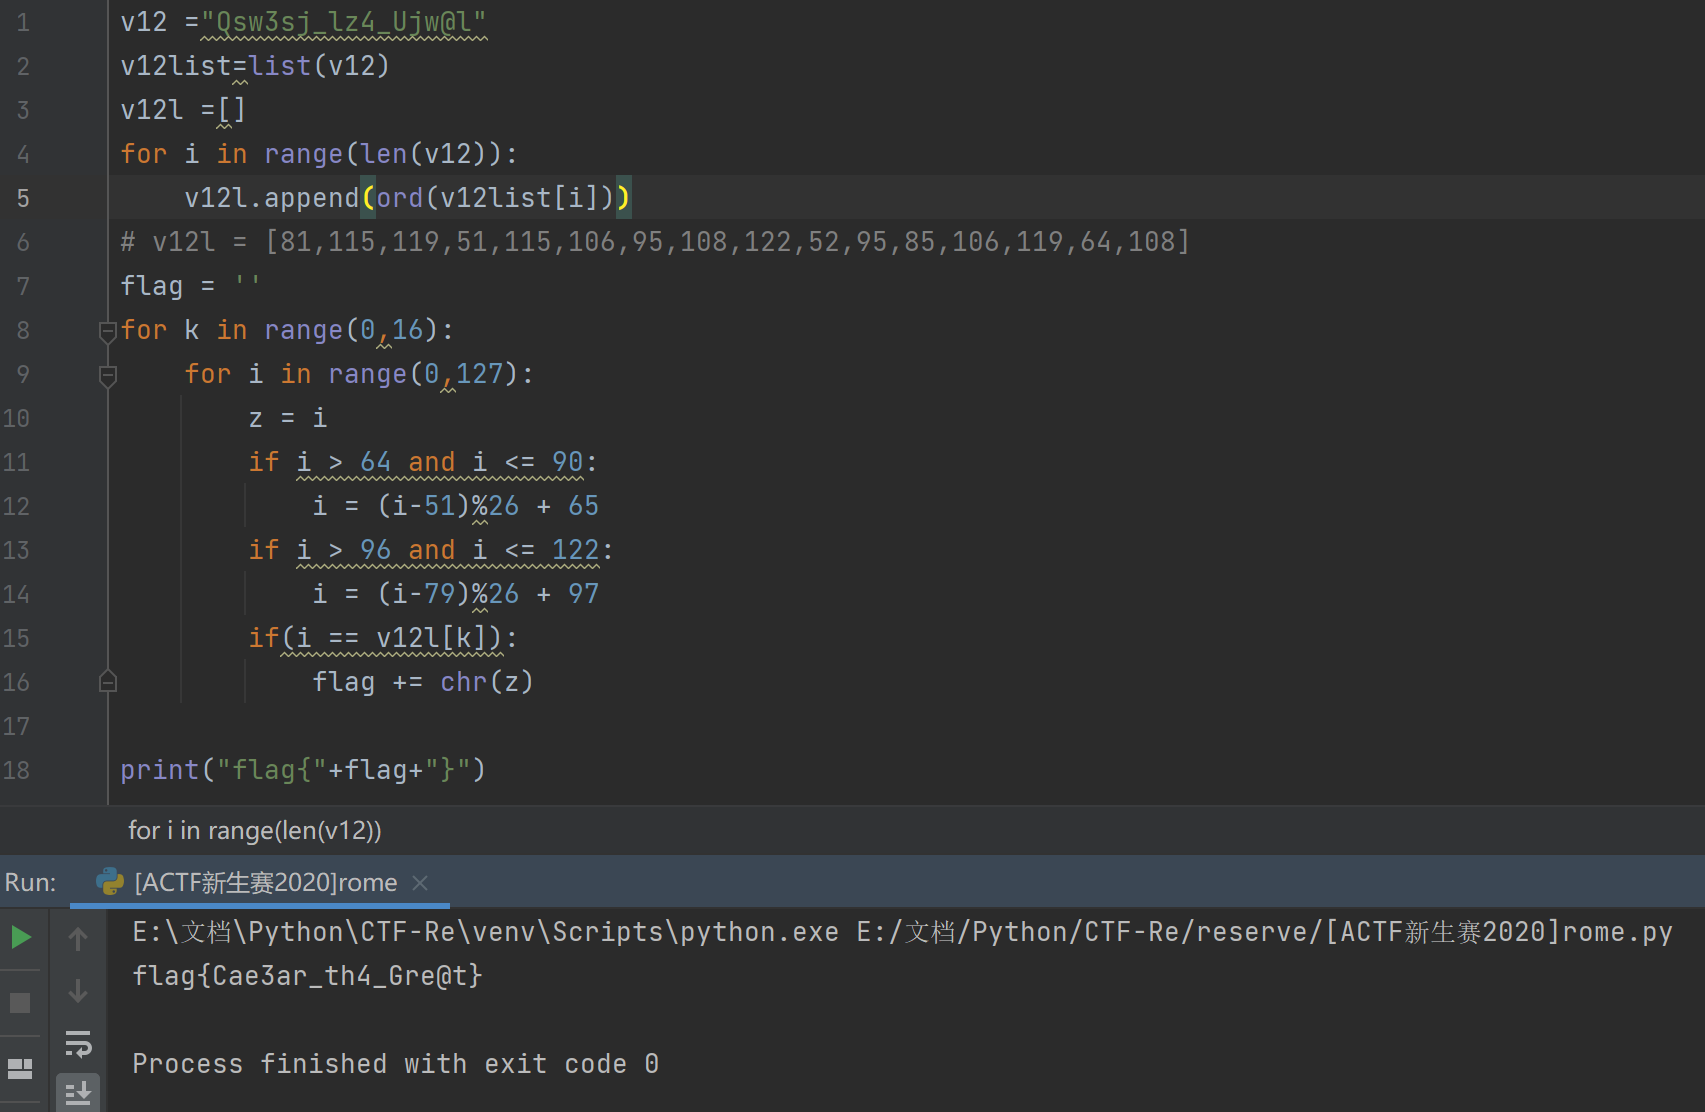 1 v12 ="Qsw3sj_lz4_Ujw@l"
2 v12list=list(v12)
3 v12l =[]
4 for i in range(len(v12)):
5     v12l.append(ord(v12list[i]))
6 # v12l = [81,115,119,51,115,106,95,108,122,52,95,85,106,119,64,108]
7 flag = ''
8 for k in range(0,16):
9     for i in range(0,127):
10         z = i
11         if i > 64 and i <= 90:
12             i = (i-51)%26 + 65
13         if i > 96 and i <= 122:
14             i = (i-79)%26 + 97
15         if(i == v12l[k]):
16             flag += chr(z)
17
18 print("flag{"+flag+"}")
for i in range(len(v12))
Run: [ACTF新生赛2020]rome
E:\文档\Python\CTF-Re\venv\Scripts\python.exe E:/文档/Python/CTF-Re/reserve/[ACTF新生赛2020]rome.py
flag{Cae3ar_th4_Gre@t}
Process finished with exit code 0